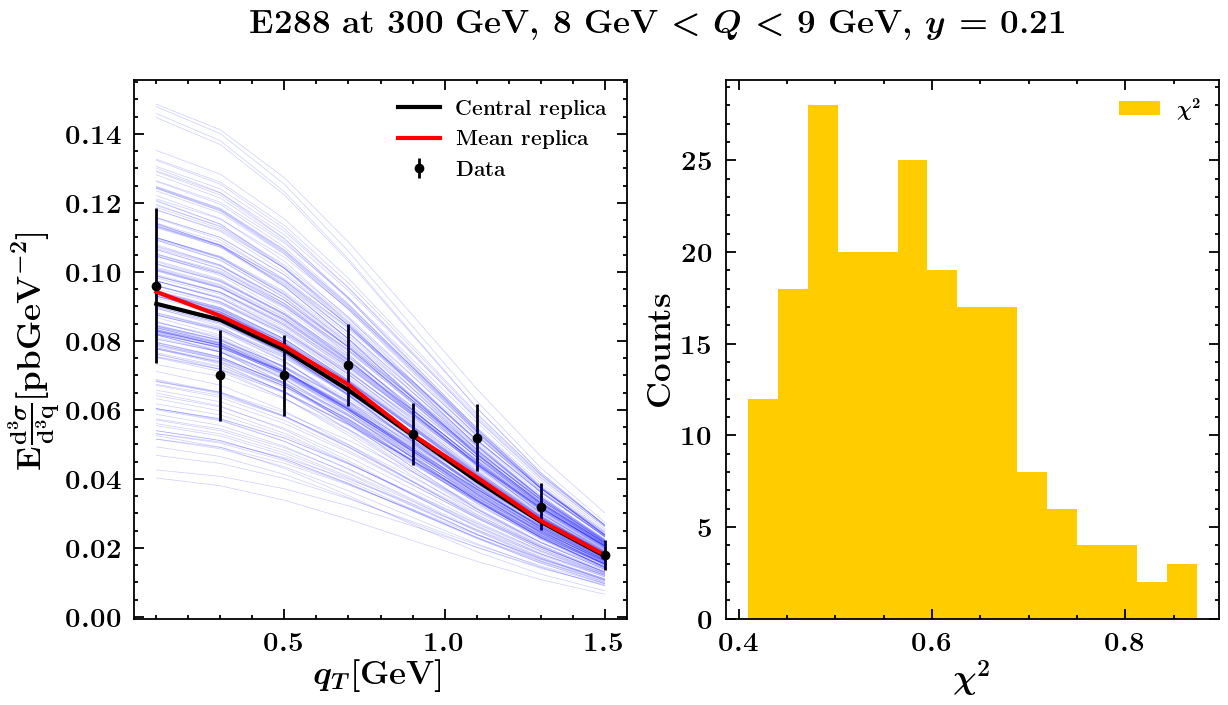 E288 at 300 GeV, 8 GeV < Q < 9 GeV, y = 0.21
E d³σ/d³q [pbGeV⁻²]
0.14
0.12
0.10
0.08
0.06
0.04
0.02
0.00
0.5
1.0
1.5
q_T[GeV]
Central replica
Mean replica
Data
Counts
25
20
15
10
5
0
0.4
0.6
0.8
χ²
χ²